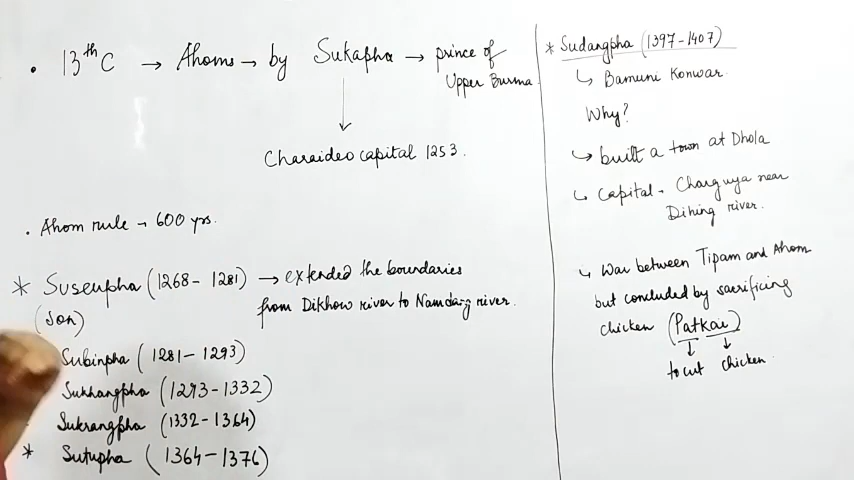 • 13th C → Ahoms → by Sukapha → prince of
Upper Burma
Charaideo capital 1253.
• Ahom rule → 600 yrs.
* Suseupha (1268 - 1281) → extended the boundaries
(son) from Dikhow river to Namdang river.
Subinpha (1281 - 1293)
Sukhangpha (1293 - 1332)
Sukrangpha (1332 - 1364)
* Sutupha (1364 - 1376)
* Sudangpha (1397 - 1407)
↳ Bamuni Konwar.
Why?
↳ built a town at Dhola
↳ Capital - Charguya near
Dihing river.
↳ War between Tipam and Ahom
but concluded by sacrificing
chicken (Patkai)
↓ ↓
to cut chicken.